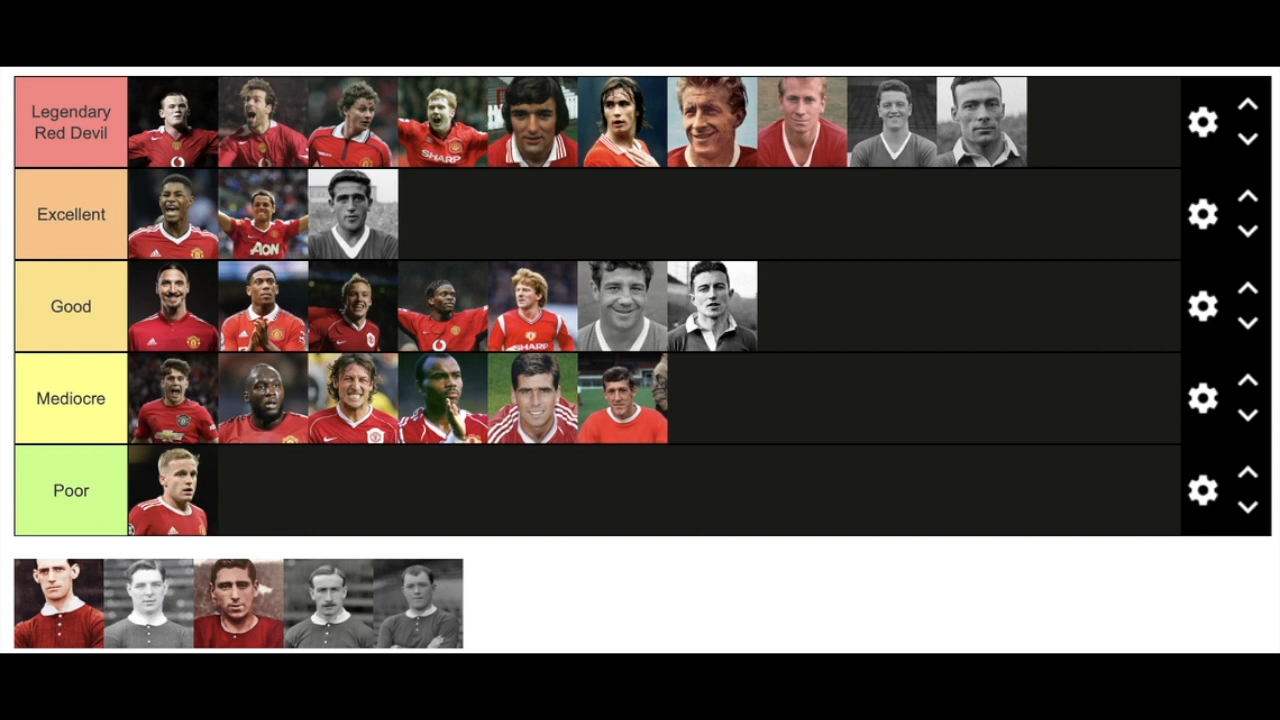 Legendary
Red Devil
SHARP
Excellent
AON
Good
SHARP
Mediocre
Poor